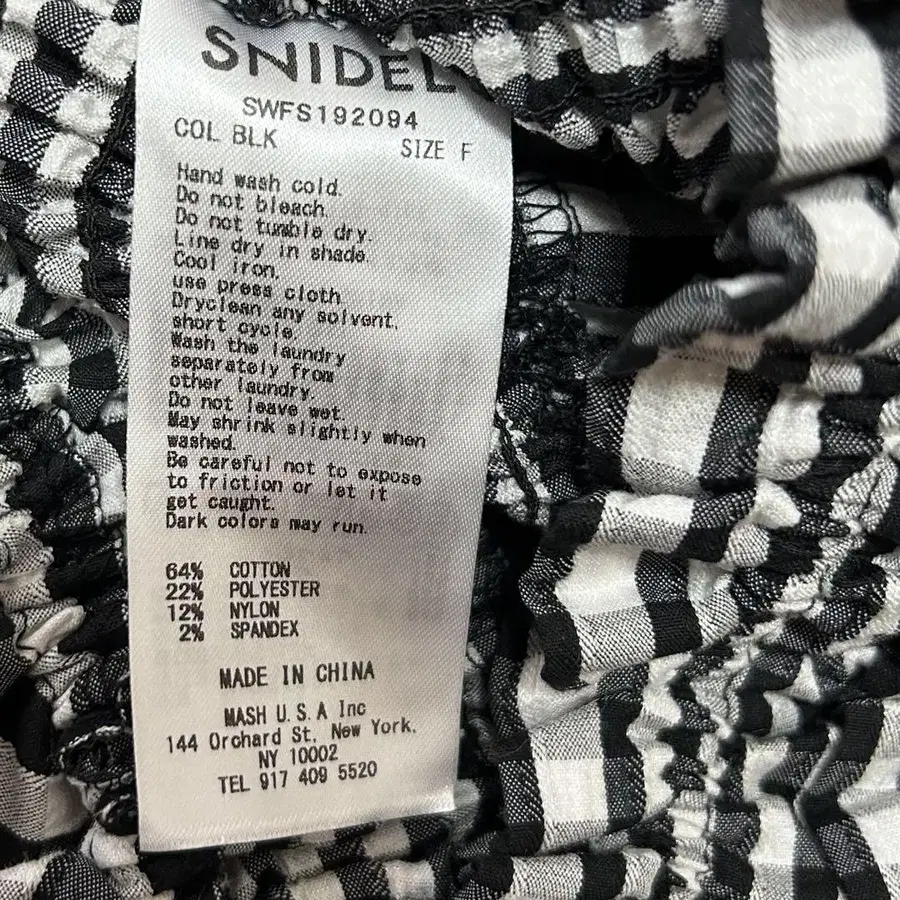 SNIDEL
SWFS192094
COL BLK SIZE F
Hand wash cold.
Do not bleach.
Do not tumble dry.
Line dry in shade.
Cool iron.
use press cloth
Dryclean any solvent.
short cycle.
Wash the laundry
separately from
other laundry.
Do not leave wet.
May shrink slightly when
washed.
Be careful not to expose
to friction or let it
get caught.
Dark colors may run.
64% COTTON
22% POLYESTER
12% NYLON
2% SPANDEX
MADE IN CHINA
MASH U.S.A Inc
144 Orchard St, New York.
NY 10002
TEL 917 409 5520